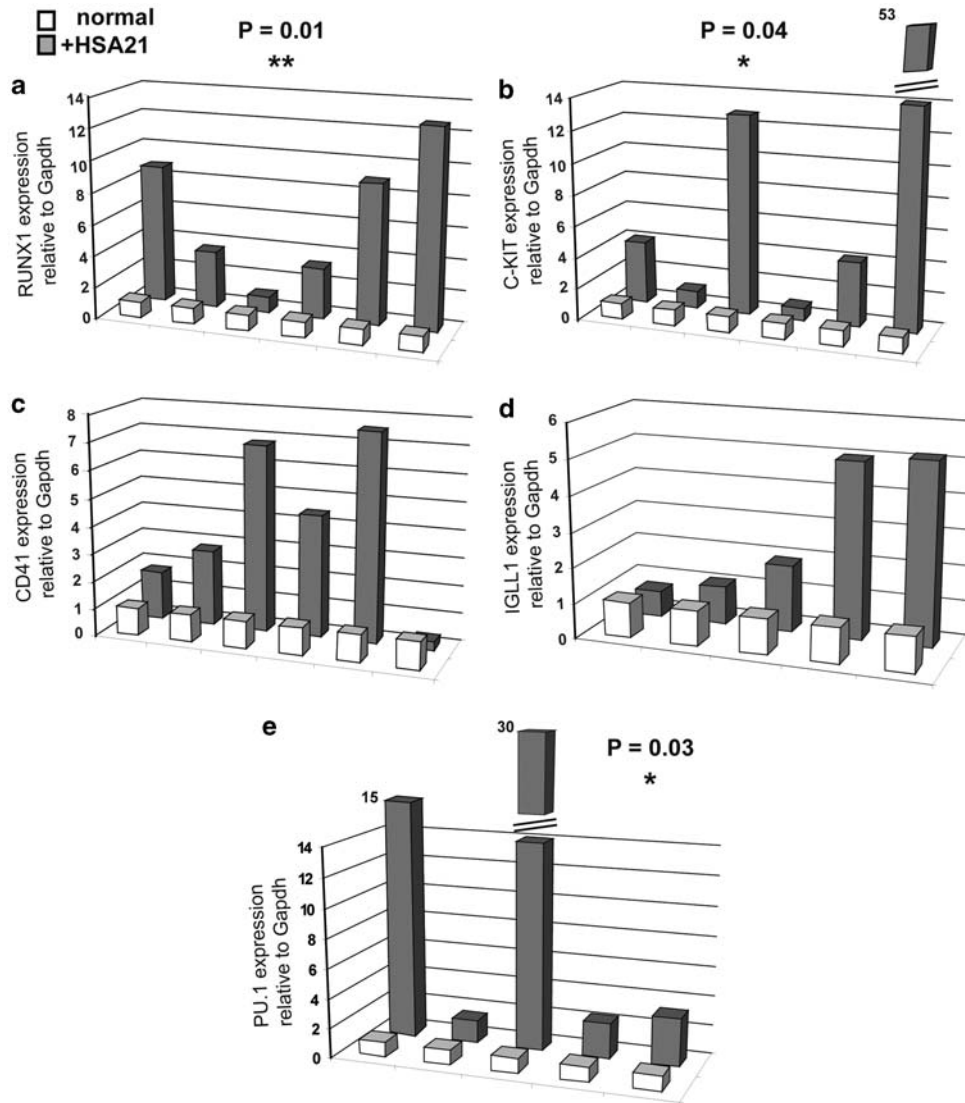 normal
+HSA21
P = 0.01
**
P = 0.04
*
53
a
RUNX1 expression
relative to Gapdh
14
12
10
8
6
4
2
0
b
C-KIT expression
relative to Gapdh
14
12
10
8
6
4
2
0
c
CD41 expression
relative to Gapdh
8
7
6
5
4
3
2
1
0
d
IGLL1 expression
relative to Gapdh
6
5
4
3
2
1
0
e
30
P = 0.03
*
15
PU.1 expression
relative to Gapdh
14
12
10
8
6
4
2
0